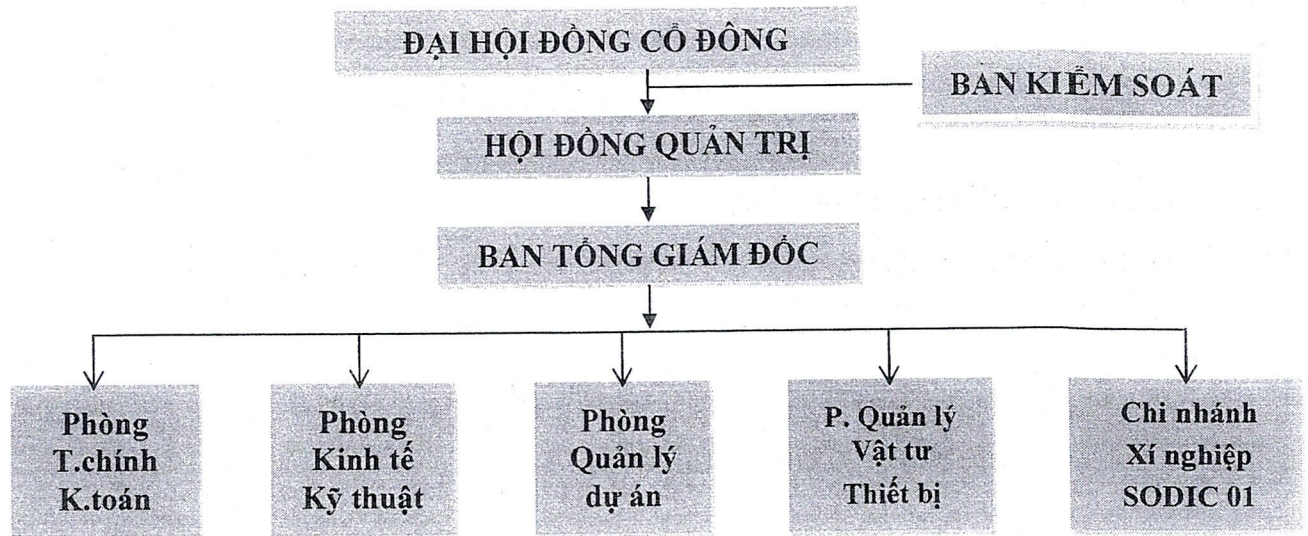 ĐẠI HỘI ĐỒNG CỔ ĐÔNG
BAN KIỂM SOÁT
HỘI ĐỒNG QUẢN TRỊ
BAN TỔNG GIÁM ĐỐC
Phòng
T.chính
K.toán
Phòng
Kinh tế
Kỹ thuật
Phòng
Quản lý
dự án
P. Quản lý
Vật tư
Thiết bị
Chi nhánh
Xí nghiệp
SODIC 01